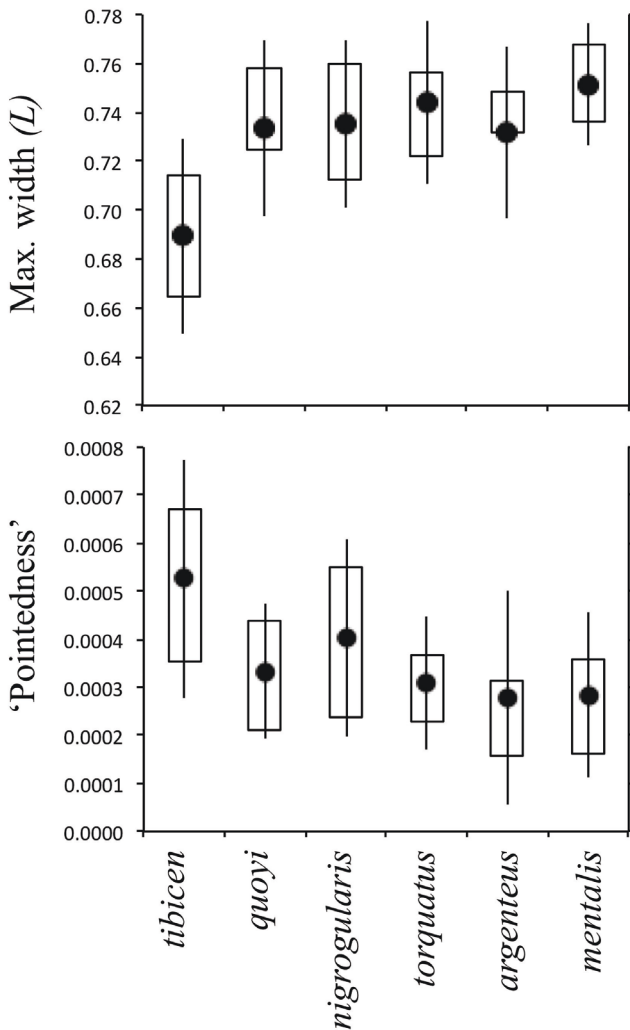 Max. width (L)
0.78
0.76
0.74
0.72
0.70
0.68
0.66
0.64
0.62
‘Pointedness’
0.0008
0.0007
0.0006
0.0005
0.0004
0.0003
0.0002
0.0001
0.0000
tibicen
quoyi
nigrogularis
torquatus
argenteus
mentalis